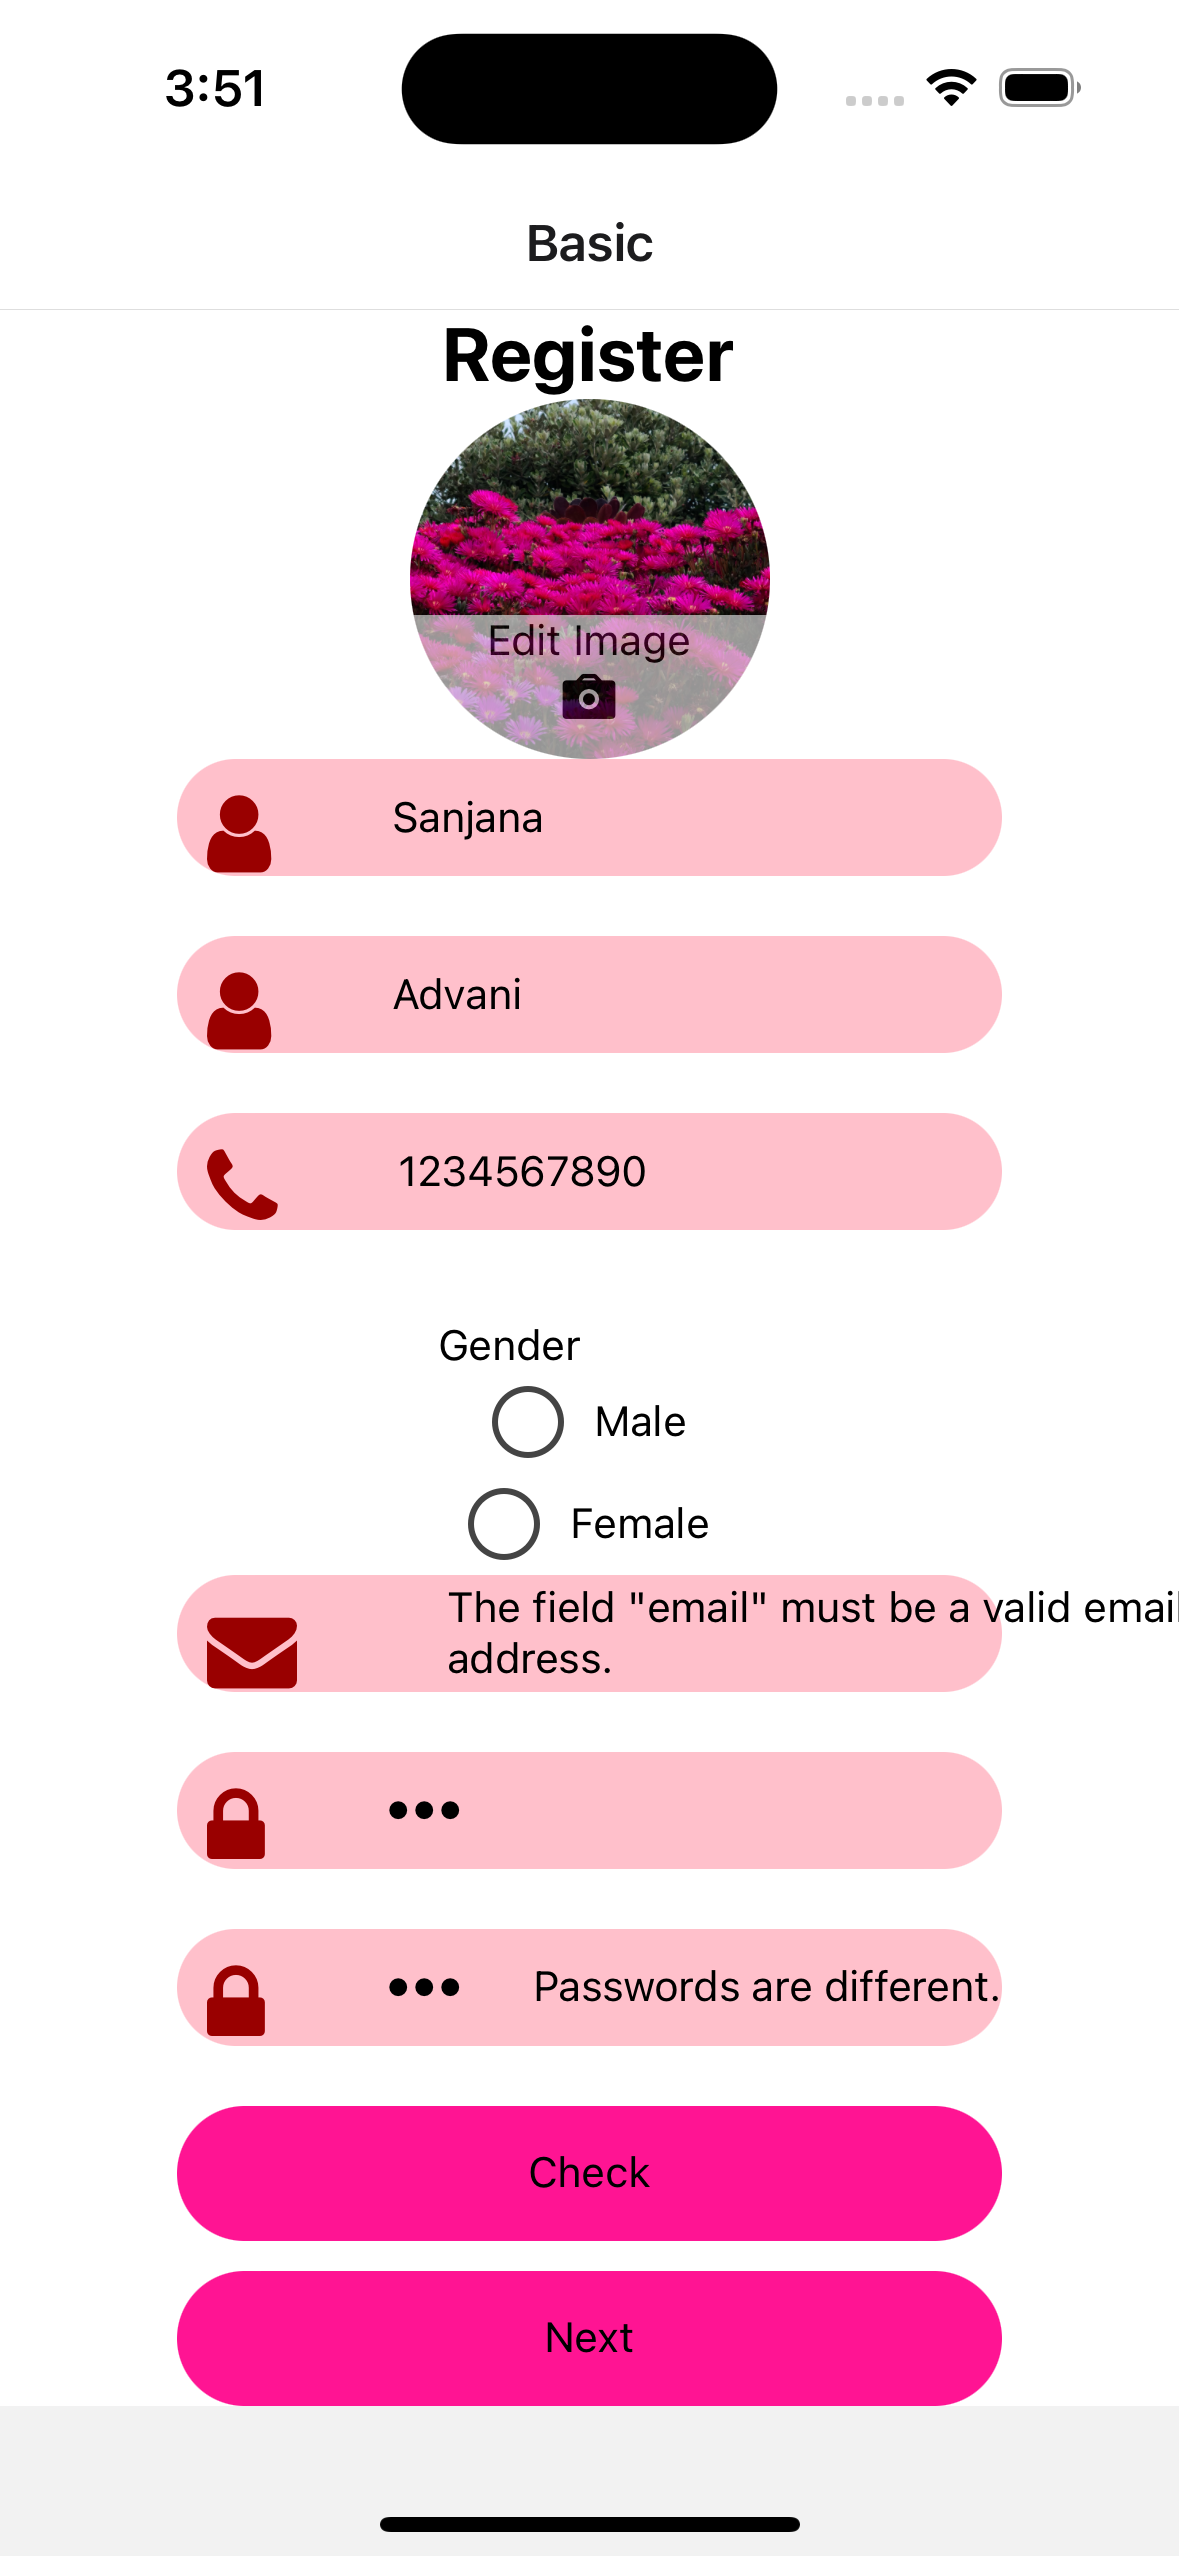 3:51
Basic
Register
Edit Image
Sanjana
Advani
1234567890
Gender
Male
Female
The field "email" must be a valid email
address.
•••
••• Passwords are different.
Check
Next